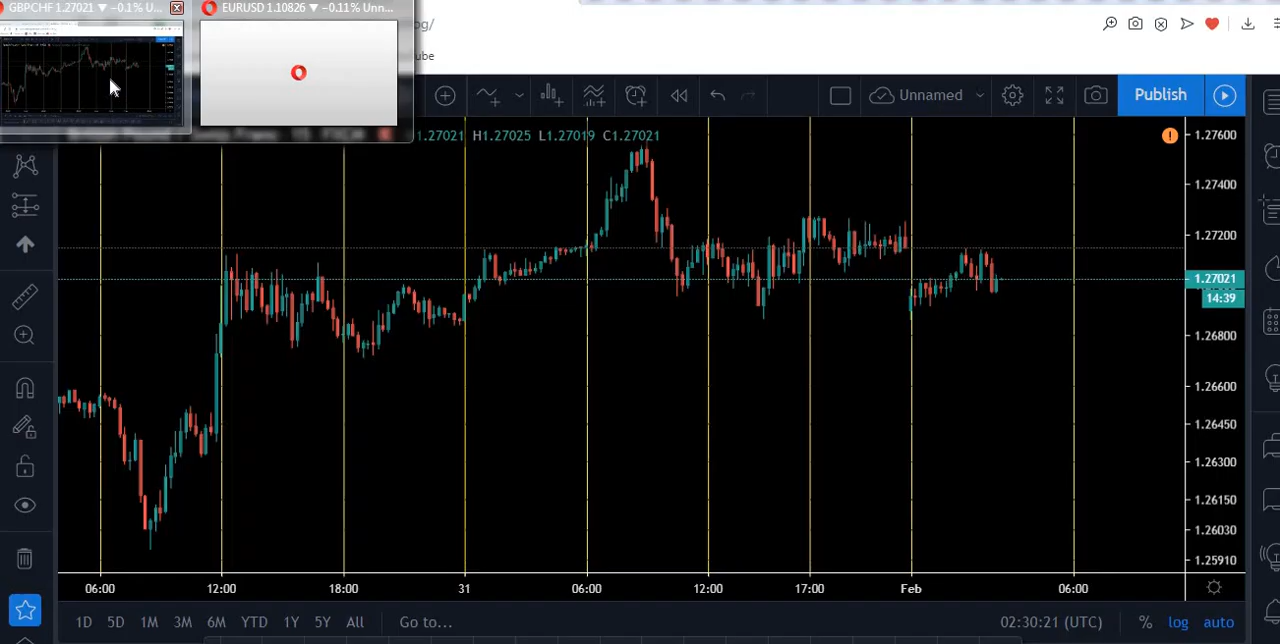 GBPCHF 1.27021 ▼ −0.1% U...
EURUSD 1.10826 ▼ −0.11% Unn...
og/
ube
Unnamed
Publish
1.27021 H1.27025 L1.27019 C1.27021
1.27600
1.27400
1.27200
1.27021
14:39
1.26800
1.26600
1.26450
1.26300
1.26150
1.26030
1.25910
06:00 12:00 18:00 31 06:00 12:00 17:00 Feb 06:00
1D 5D 1M 3M 6M YTD 1Y 5Y All Go to... 02:30:21 (UTC) % log auto